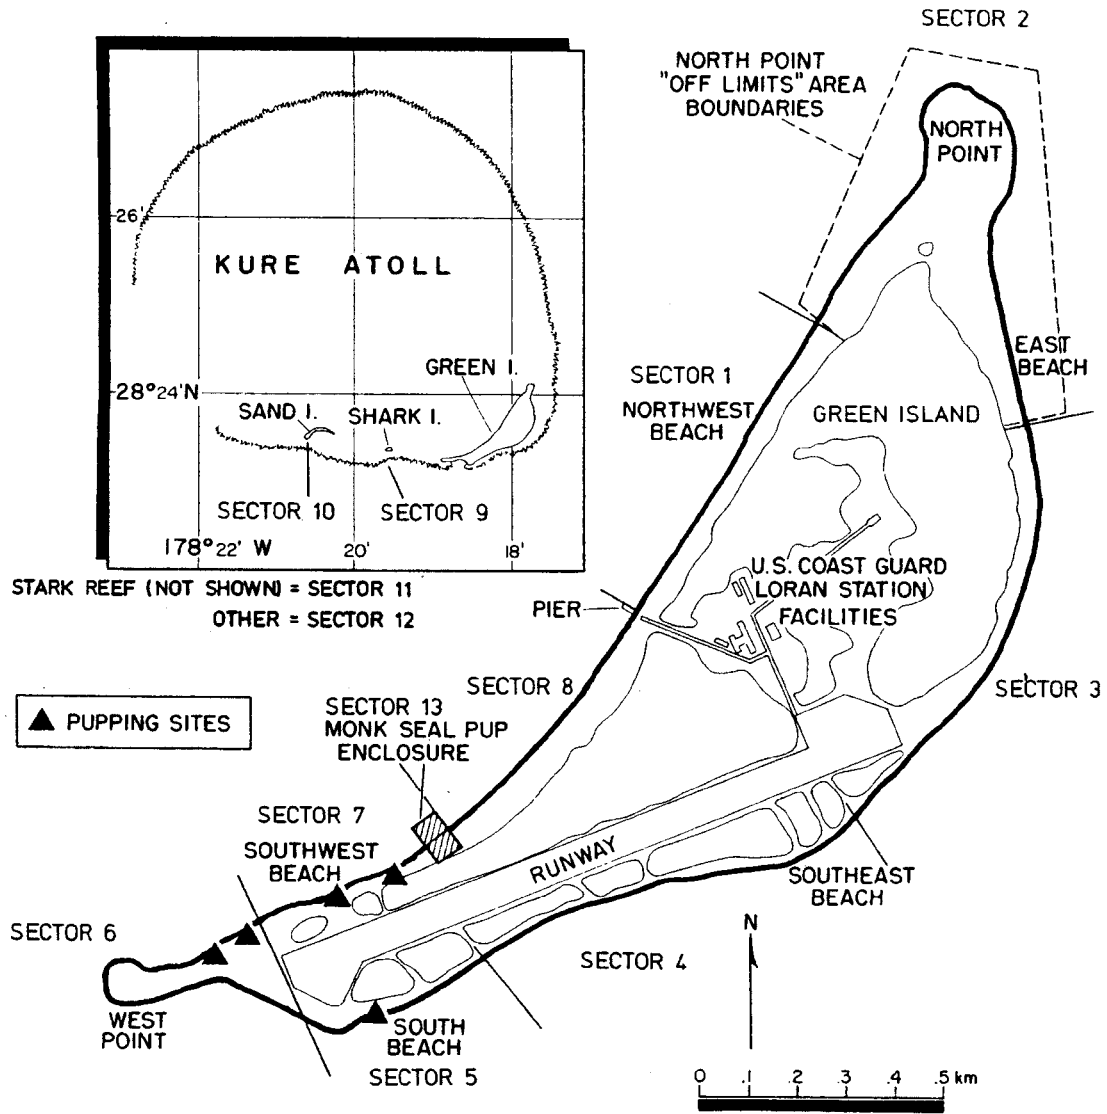 SECTOR 2
NORTH POINT
"OFF LIMITS" AREA
BOUNDARIES
NORTH
POINT
26'
KURE ATOLL
GREEN I.
28°24'N
SAND I.
SHARK I.
SECTOR 10
SECTOR 9
178°22' W
20'
18'
STARK REEF (NOT SHOWN) = SECTOR 11
OTHER = SECTOR 12
EAST
BEACH
SECTOR 1
NORTHWEST
BEACH
GREEN ISLAND
U.S. COAST GUARD
LORAN STATION
FACILITIES
PIER
SECTOR 8
SECTOR 3
PUPPING SITES
SECTOR 13
MONK SEAL PUP
ENCLOSURE
SECTOR 7
SOUTHWEST
BEACH
RUNWAY
SOUTHEAST
BEACH
SECTOR 6
SECTOR 4
N
WEST
POINT
SOUTH
BEACH
SECTOR 5
0 .1 .2 .3 .4 .5 km